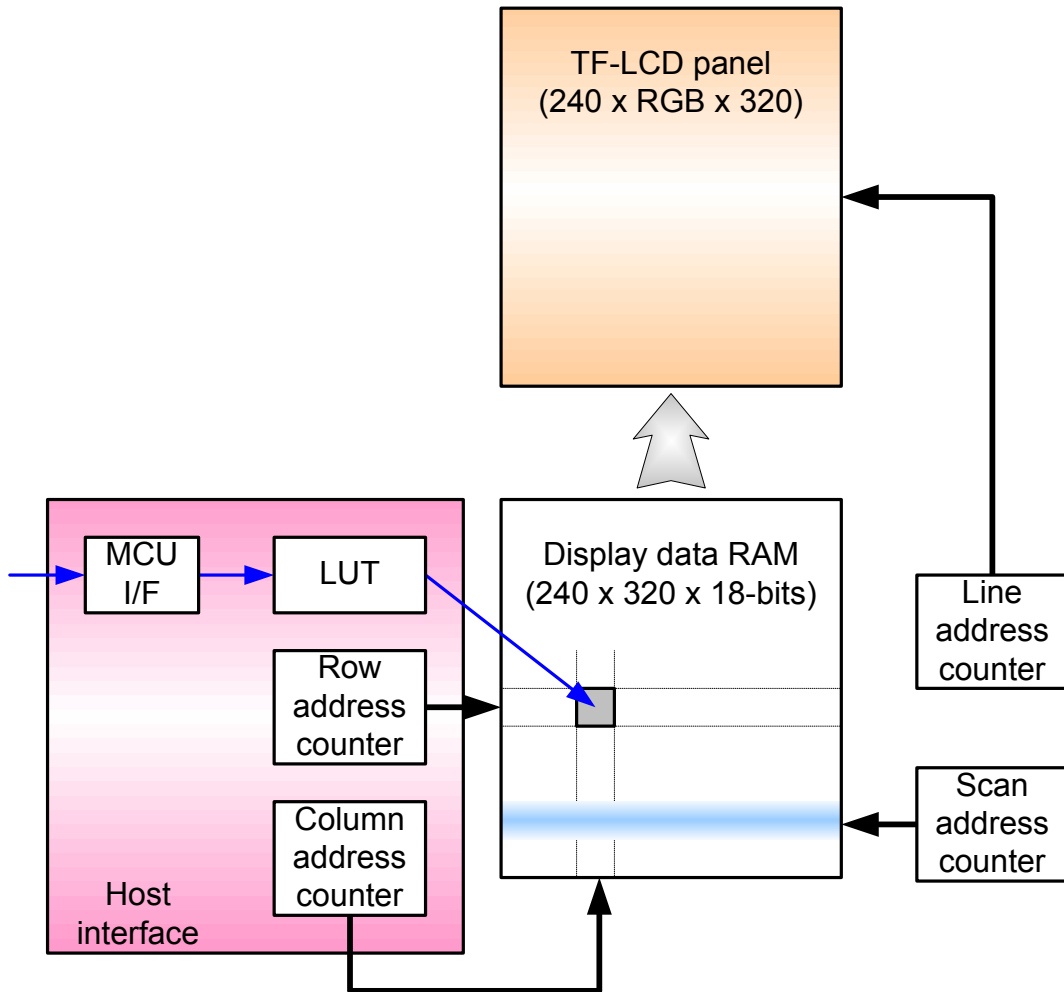 TF-LCD panel
(240 x RGB x 320)
MCU
I/F
LUT
Display data RAM
(240 x 320 x 18-bits)
Line
address
counter
Row
address
counter
Scan
address
counter
Column
address
counter
Host
interface